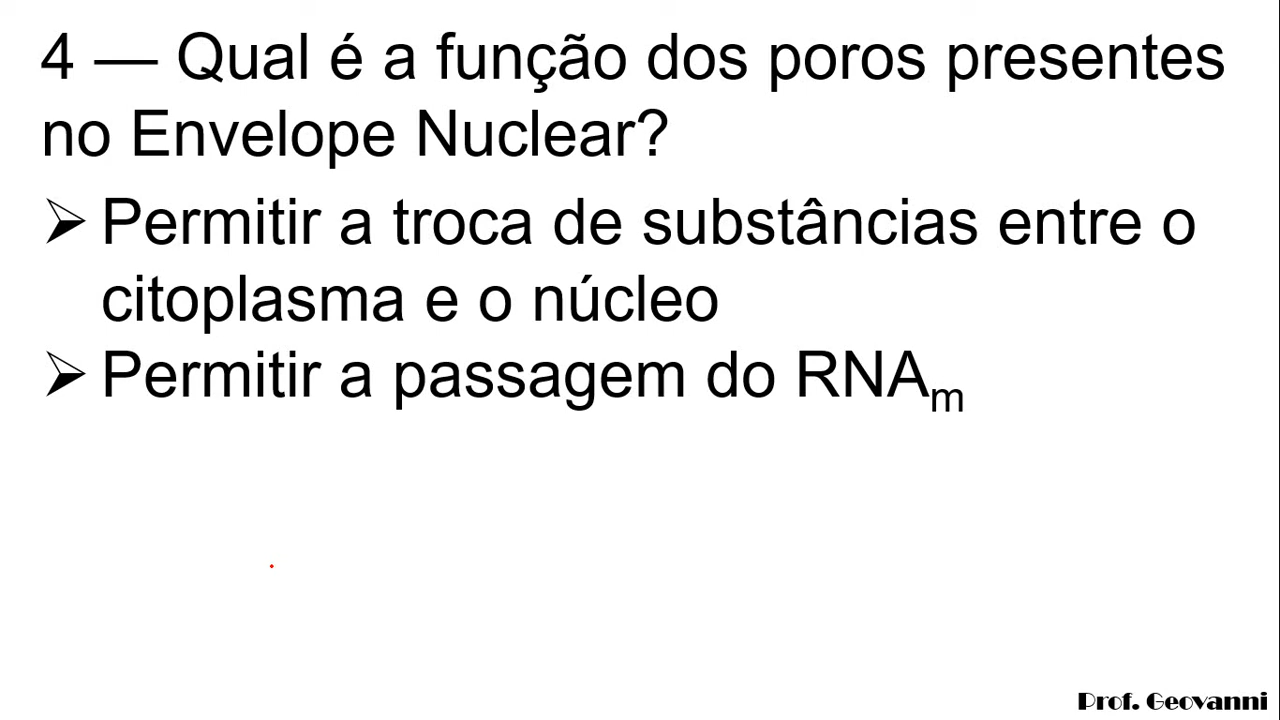 4 — Qual é a função dos poros presentes
no Envelope Nuclear?
➢ Permitir a troca de substâncias entre o
citoplasma e o núcleo
➢ Permitir a passagem do RNAₘ
Prof. Geovanni